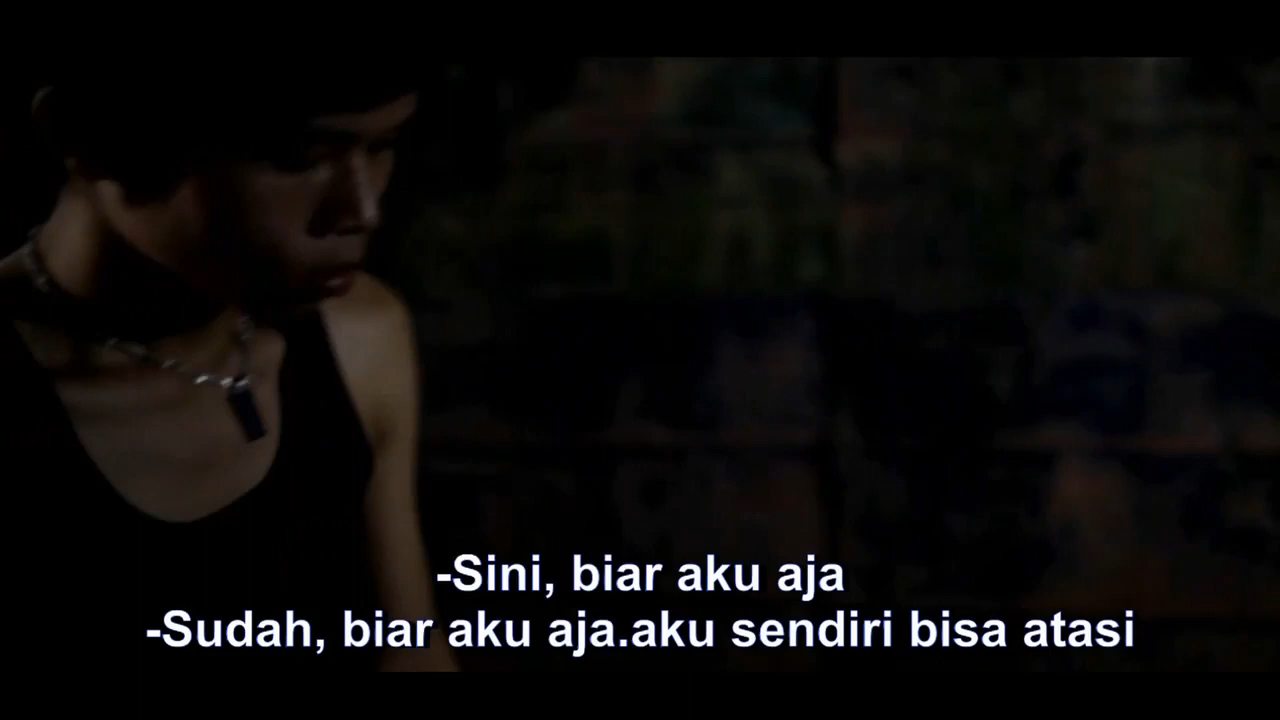 -Sini, biar aku aja
-Sudah, biar aku aja.aku sendiri bisa atasi